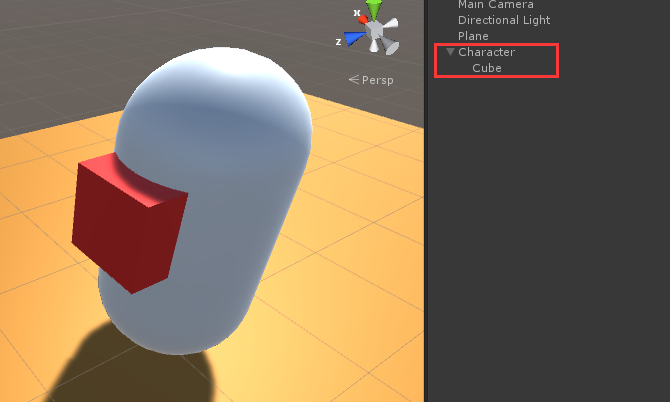 x
z
Persp
Main Camera
Directional Light
Plane
Character
Cube